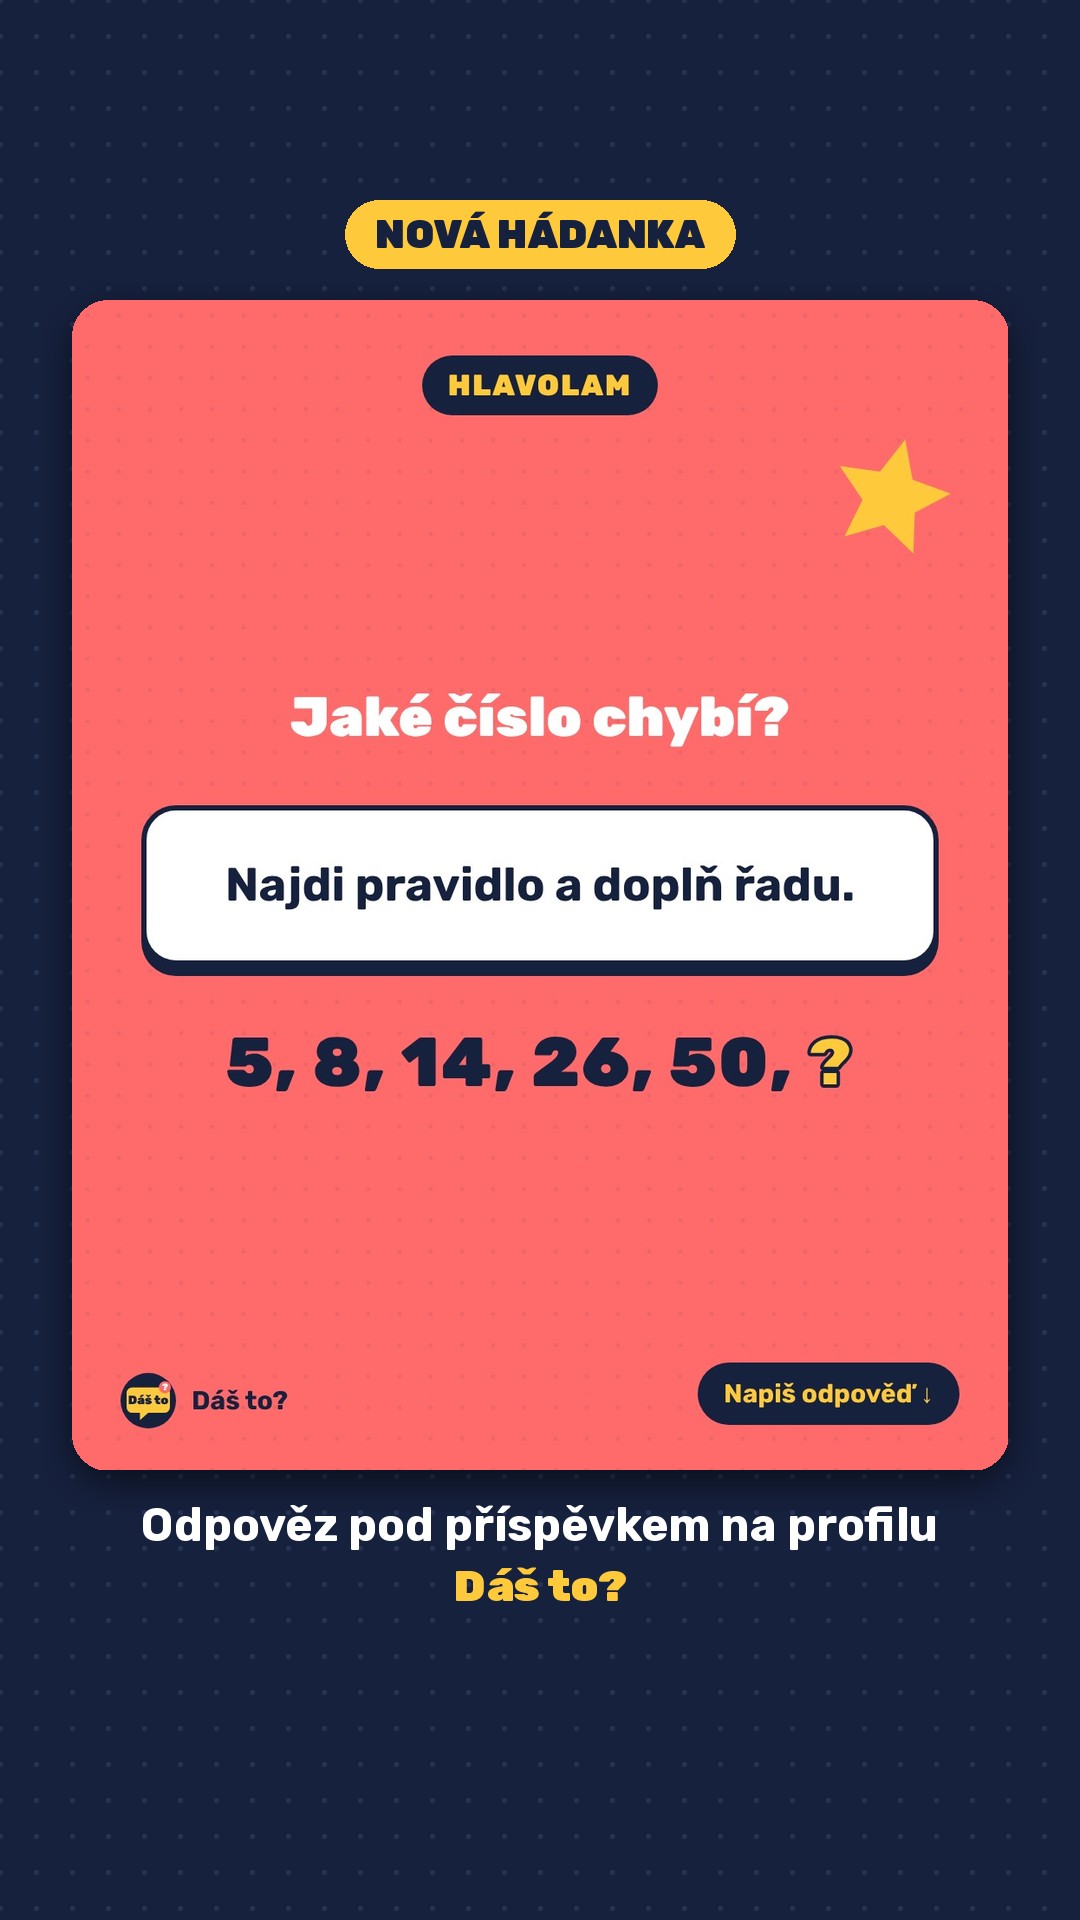 NOVÁ HÁDANKA
HLAVOLAM
Jaké číslo chybí?
Najdi pravidlo a doplň řadu.
5, 8, 14, 26, 50, ?
Dáš to ?
Dáš to?
Napiš odpověď ↓
Odpověz pod příspěvkem na profilu
Dáš to?